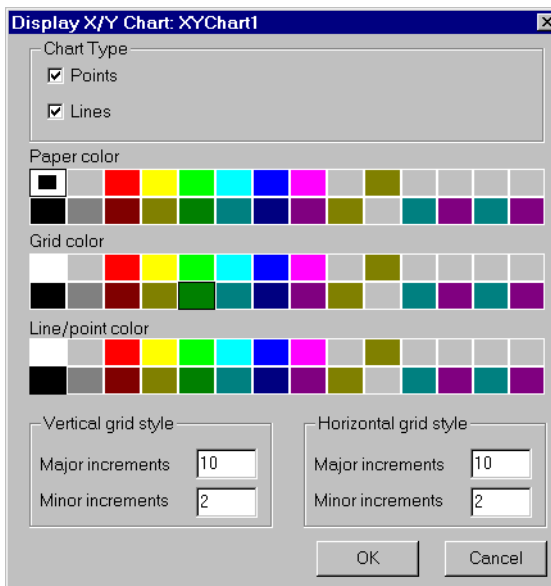 Display X/Y Chart: XYChart1
Chart Type
Points
Lines
Paper color
Grid color
Line/point color
Vertical grid style
Major increments 10
Minor increments 2
Horizontal grid style
Major increments 10
Minor increments 2
OK Cancel